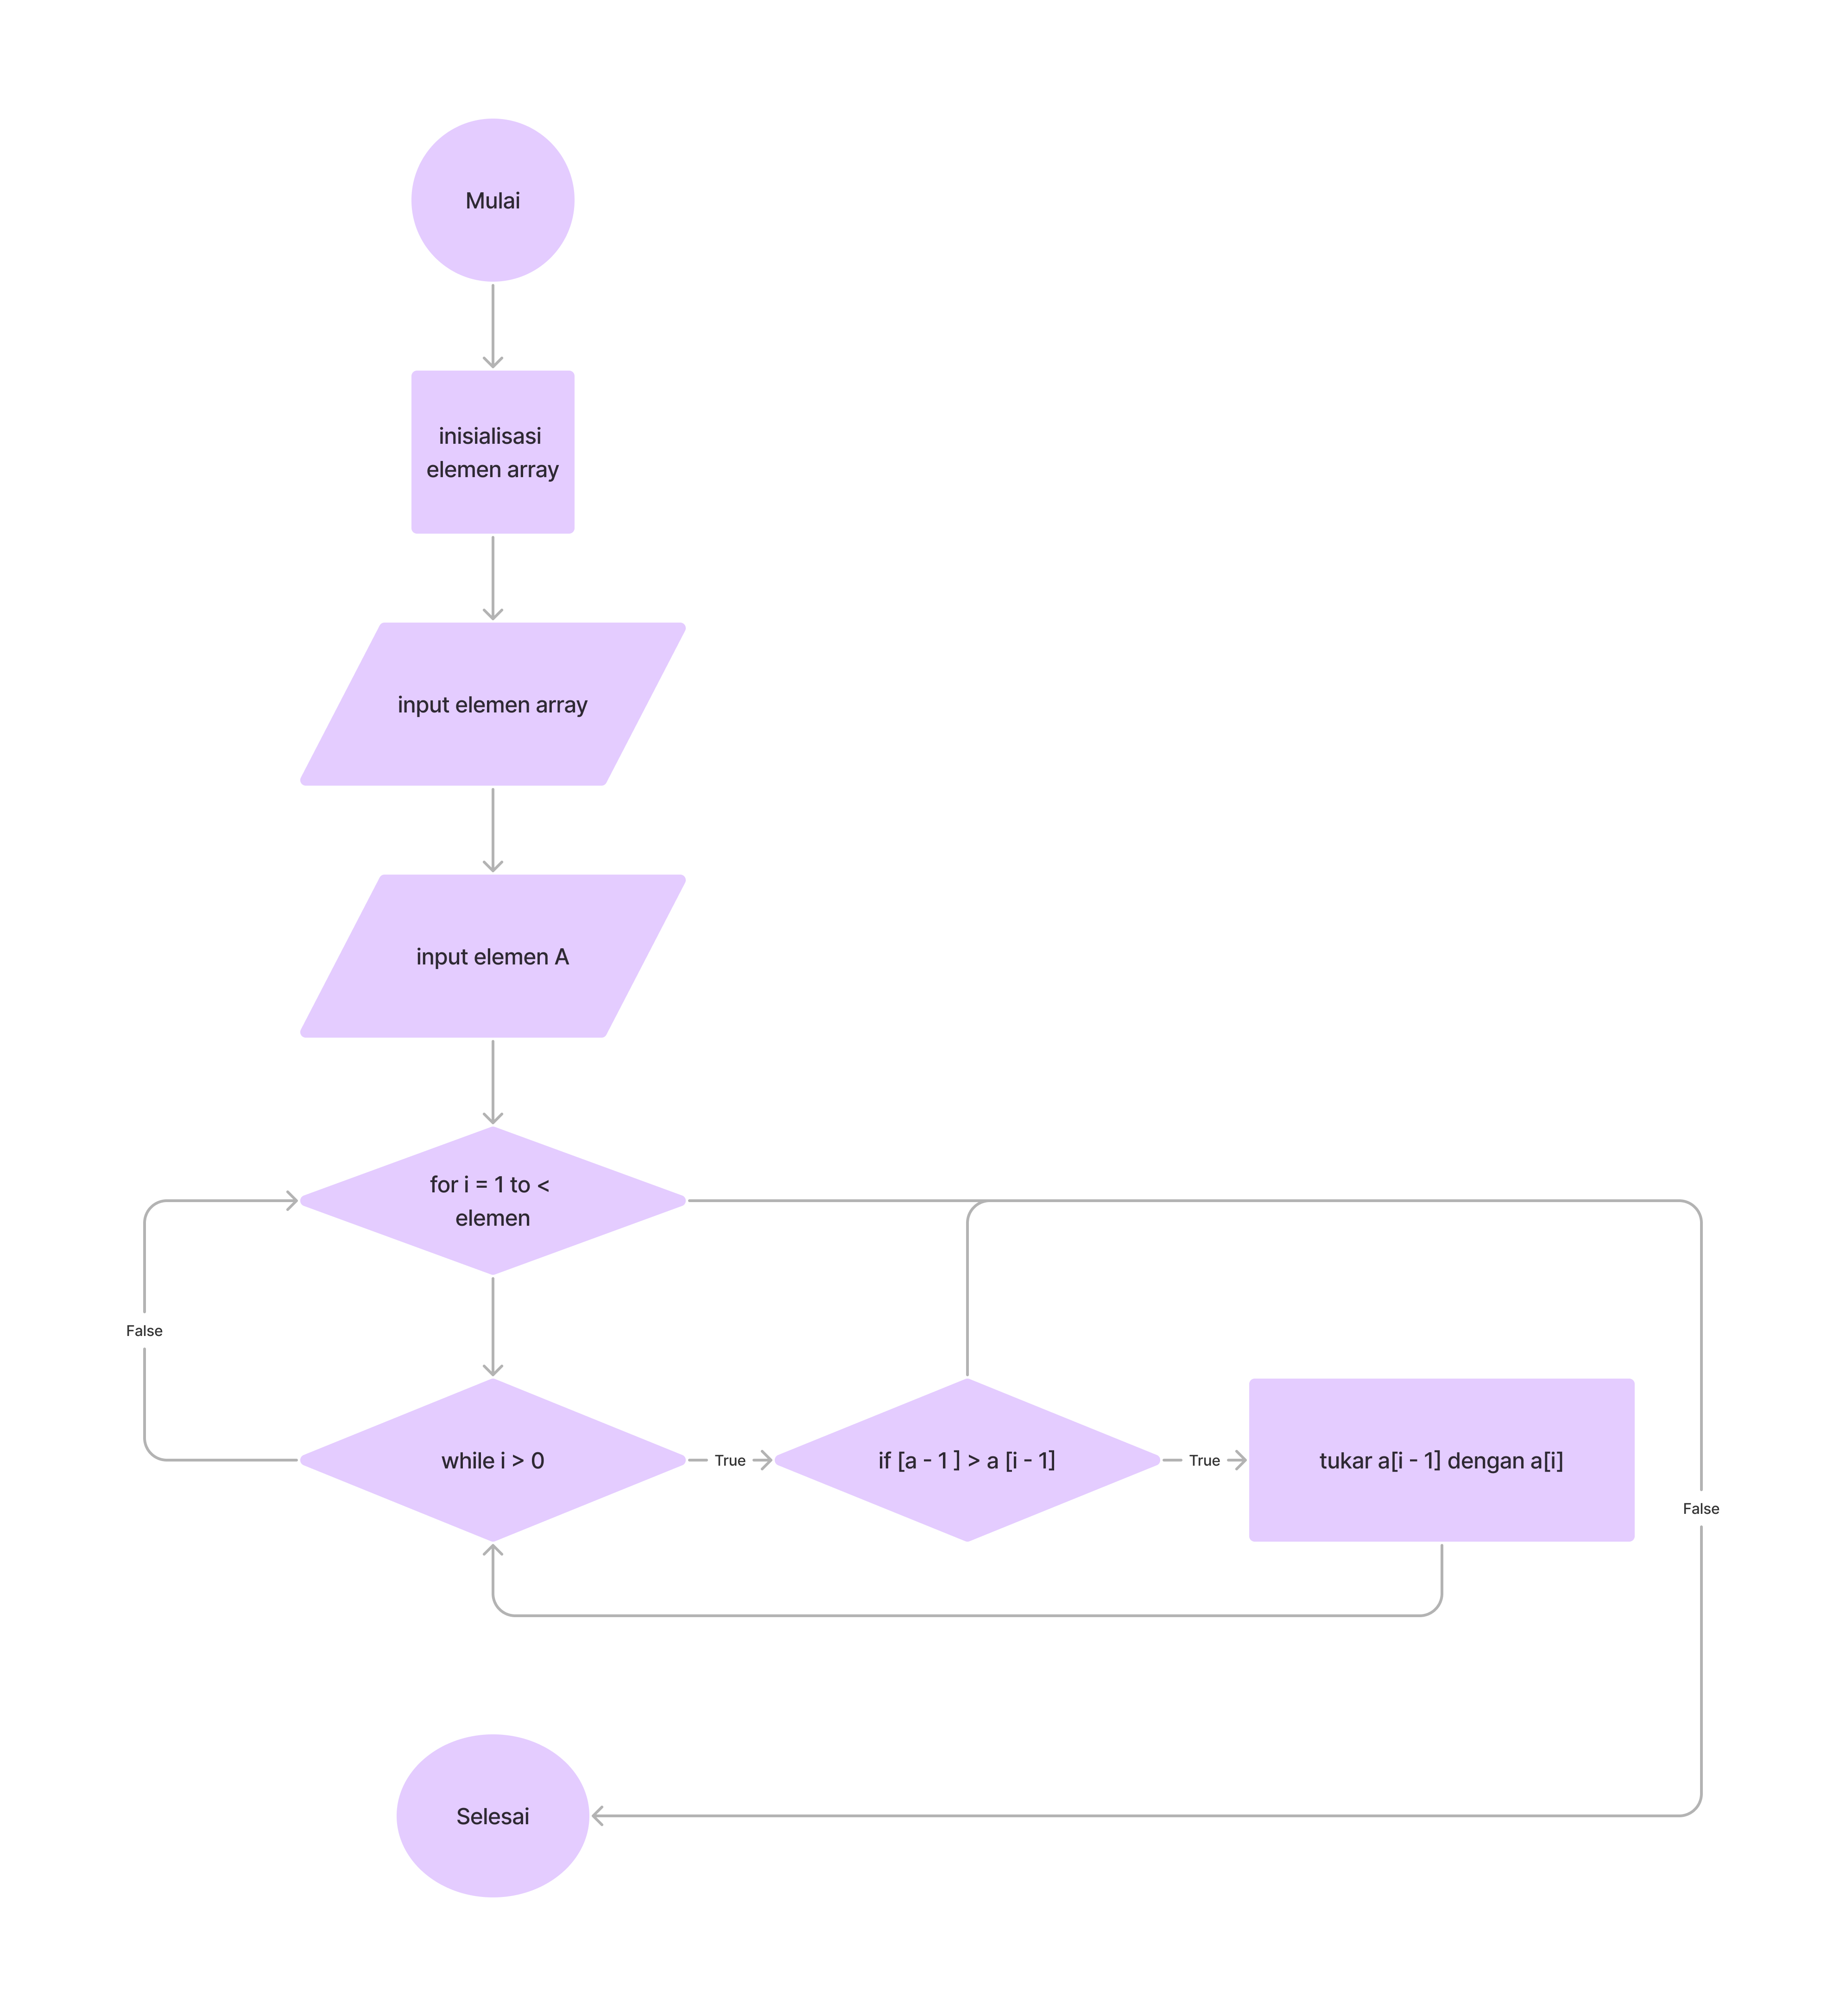 Mulai
inisialisasi
elemen array
input elemen array
input elemen A
for i = 1 to <
elemen
False
while i > 0
True
if [a - 1 ] > a [i - 1]
True
tukar a[i - 1] dengan a[i]
False
Selesai